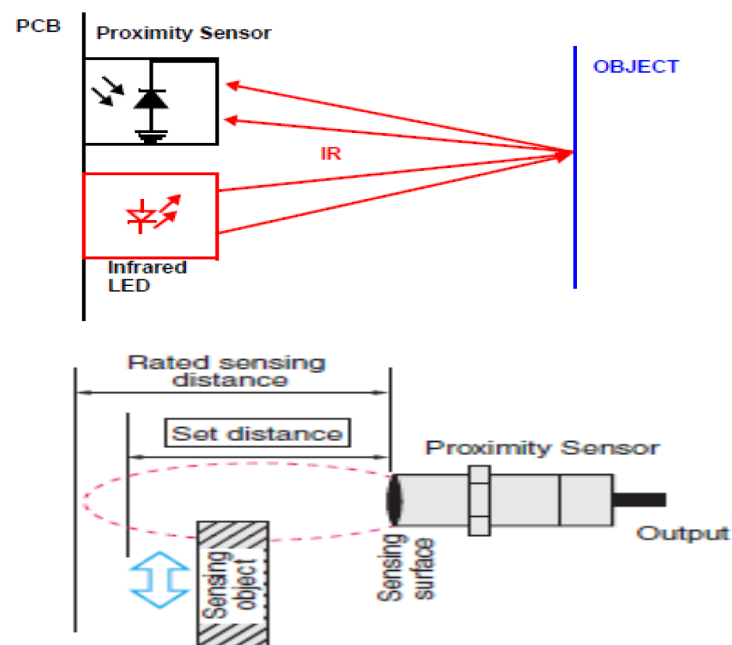 PCB
Proximity Sensor
OBJECT
IR
Infrared
LED
Rated sensing
distance
Set distance
Proximity Sensor
Output
Sensing
object
Sensing
surface